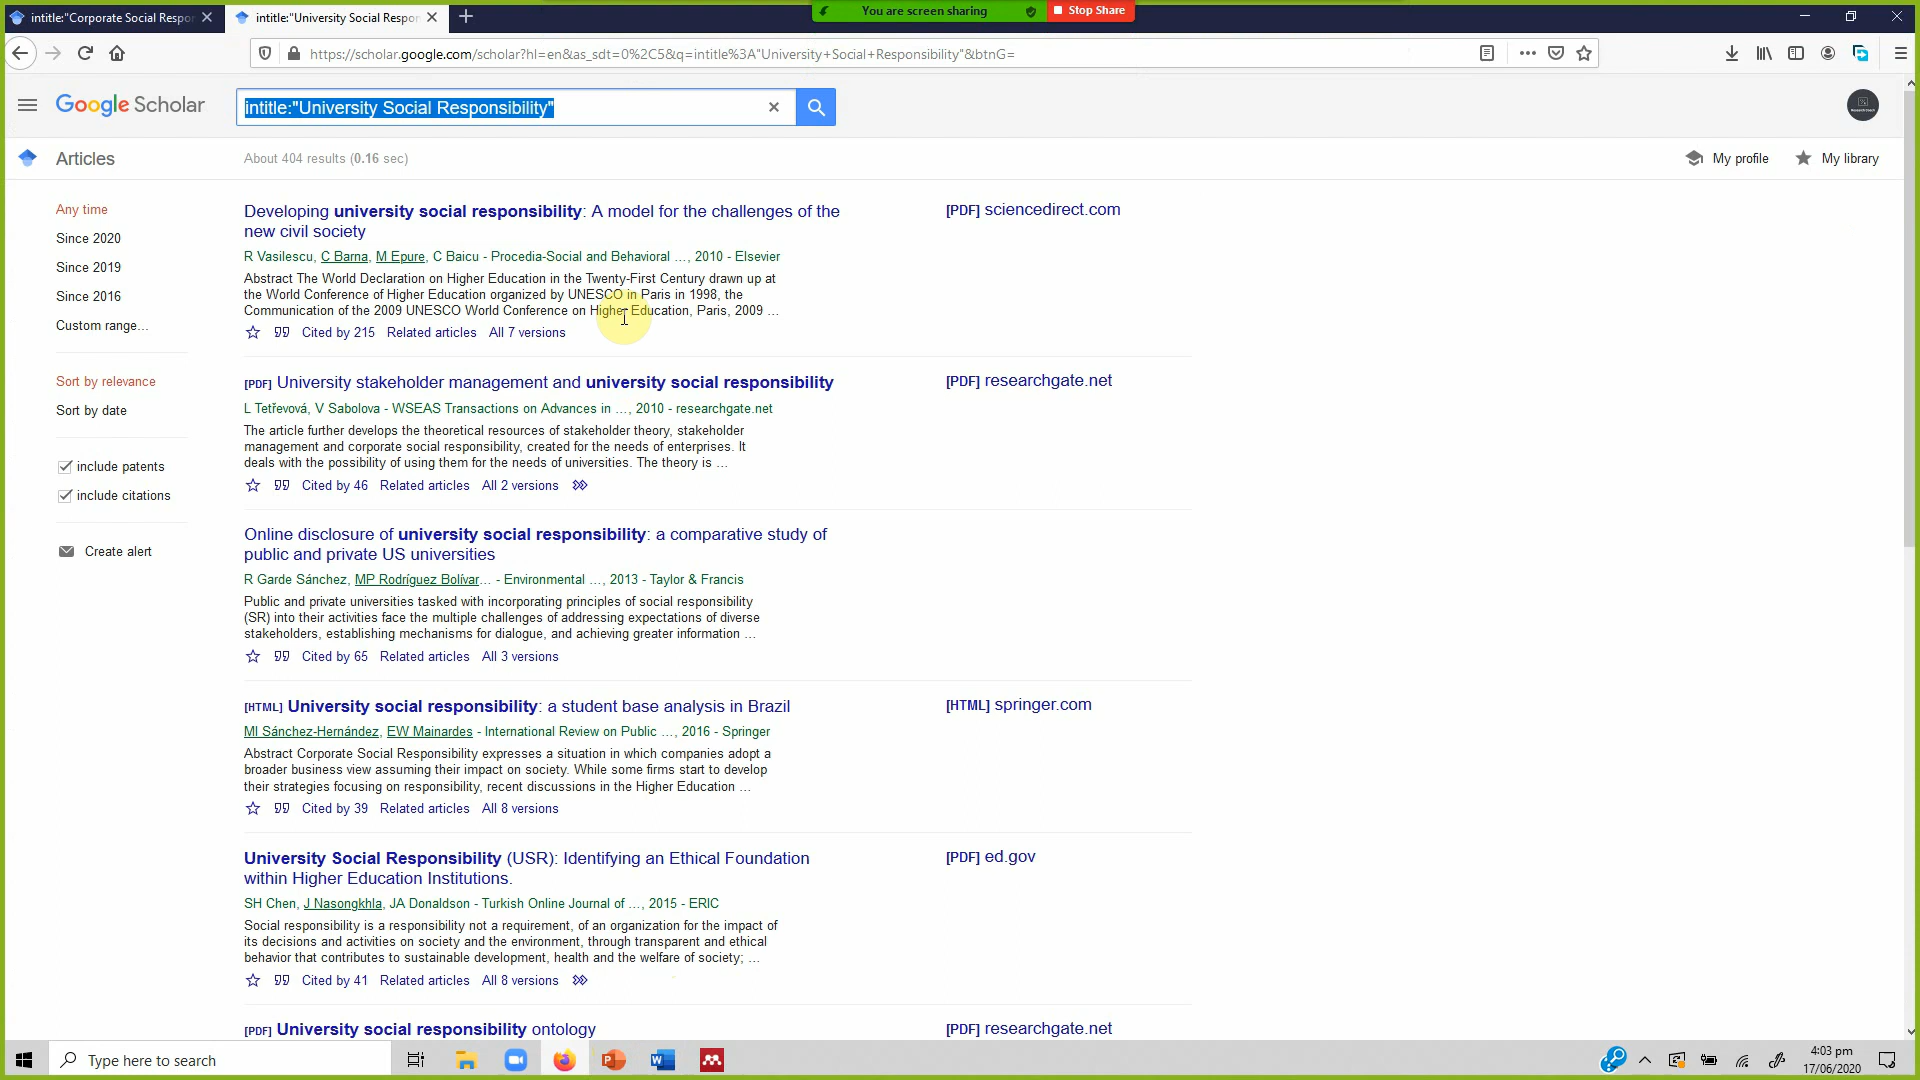 intitle:"Corporate Social Respor
intitle:"University Social Respor
You are screen sharing
Stop Share
https://scholar.google.com/scholar?hl=en&as_sdt=0%2C5&q=intitle%3A"University+Social+Responsibility"&btnG=
Google Scholar
intitle:"University Social Responsibility"
Articles
About 404 results (0.16 sec)
My profile
My library
Any time
Since 2020
Since 2019
Since 2016
Custom range...
Sort by relevance
Sort by date
include patents
include citations
Create alert
Developing university social responsibility: A model for the challenges of the
new civil society
R Vasilescu, C Barna, M Epure, C Baicu - Procedia-Social and Behavioral ..., 2010 - Elsevier
Abstract The World Declaration on Higher Education in the Twenty-First Century drawn up at
the World Conference of Higher Education organized by UNESCO in Paris in 1998, the
Communication of the 2009 UNESCO World Conference on Higher Education, Paris, 2009 ...
Cited by 215 Related articles All 7 versions
[PDF] sciencedirect.com
[PDF] University stakeholder management and university social responsibility
L Tetřevová, V Sabolova - WSEAS Transactions on Advances in ..., 2010 - researchgate.net
The article further develops the theoretical resources of stakeholder theory, stakeholder
management and corporate social responsibility, created for the needs of enterprises. It
deals with the possibility of using them for the needs of universities. The theory is ...
Cited by 46 Related articles All 2 versions
[PDF] researchgate.net
Online disclosure of university social responsibility: a comparative study of
public and private US universities
R Garde Sánchez, MP Rodríguez Bolívar... - Environmental ..., 2013 - Taylor & Francis
Public and private universities tasked with incorporating principles of social responsibility
(SR) into their activities face the multiple challenges of addressing expectations of diverse
stakeholders, establishing mechanisms for dialogue, and achieving greater information ...
Cited by 65 Related articles All 3 versions
[HTML] University social responsibility: a student base analysis in Brazil
MI Sánchez-Hernández, EW Mainardes - International Review on Public ..., 2016 - Springer
Abstract Corporate Social Responsibility expresses a situation in which companies adopt a
broader business view assuming their impact on society. While some firms start to develop
their strategies focusing on responsibility, recent discussions in the Higher Education ...
Cited by 39 Related articles All 8 versions
[HTML] springer.com
University Social Responsibility (USR): Identifying an Ethical Foundation
within Higher Education Institutions.
SH Chen, J Nasongkhla, JA Donaldson - Turkish Online Journal of ..., 2015 - ERIC
Social responsibility is a responsibility not a requirement, of an organization for the impact of
its decisions and activities on society and the environment, through transparent and ethical
behavior that contributes to sustainable development, health and the welfare of society; ...
Cited by 41 Related articles All 8 versions
[PDF] ed.gov
[PDF] University social responsibility ontology
[PDF] researchgate.net
Type here to search
4:03 pm
17/06/2020